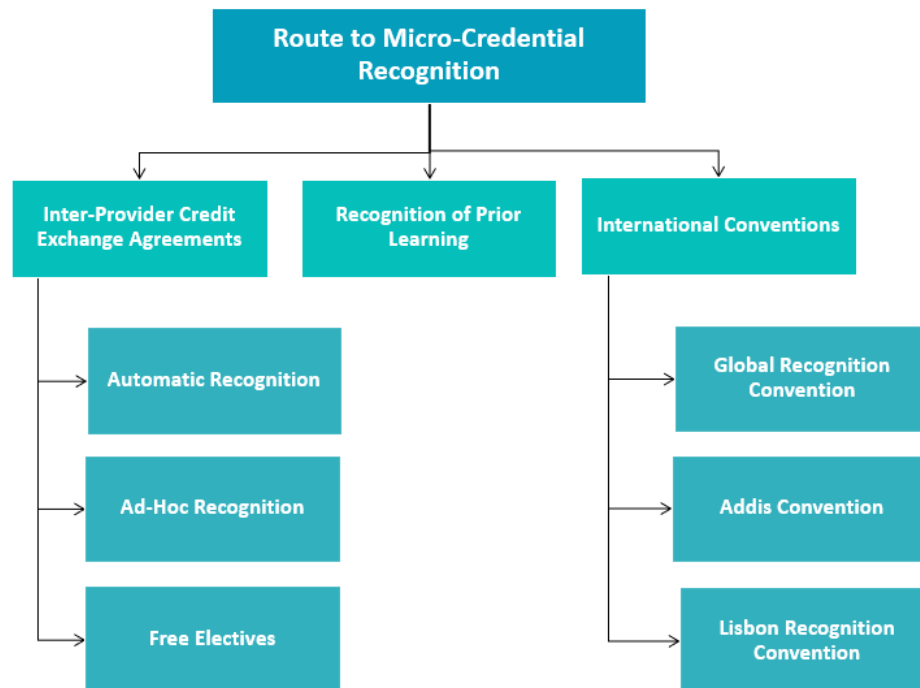 Route to Micro-Credential
Recognition
Inter-Provider Credit
Exchange Agreements
Recognition of Prior
Learning
International Conventions
Automatic Recognition
Ad-Hoc Recognition
Free Electives
Global Recognition
Convention
Addis Convention
Lisbon Recognition
Convention